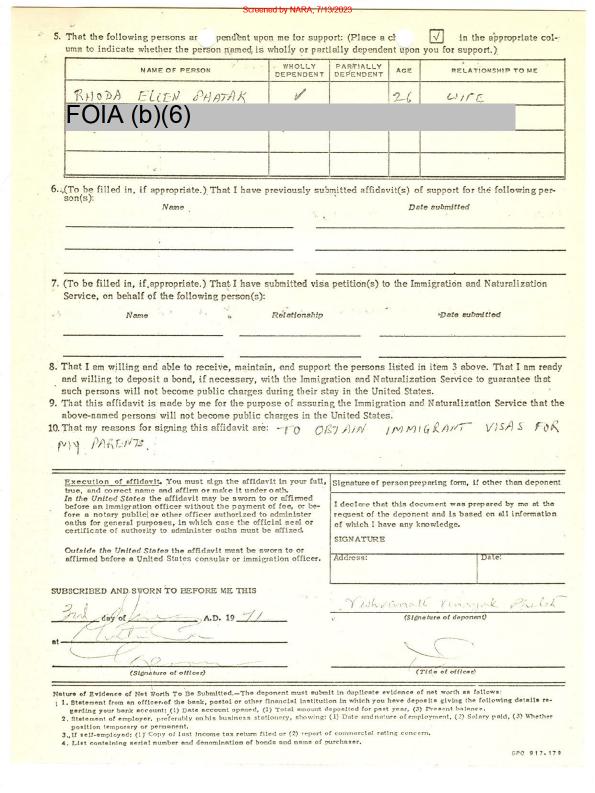 Screened by NARA, 7/13/2023
5. That the following persons ar pendent upon me for support: (Place a ch √ in the appropriate col-
umn to indicate whether the person named is wholly or partially dependent upon you for support.)
NAME OF PERSON WHOLLY DEPENDENT PARTIALLY DEPENDENT AGE RELATIONSHIP TO ME
RHODA ELLEN PHATAK ✓ 26 WIFE
FOIA (b)(6)
6. (To be filled in, if appropriate.) That I have previously submitted affidavit(s) of support for the following per-
son(s):
Name Date submitted
7. (To be filled in, if appropriate.) That I have submitted visa petition(s) to the Immigration and Naturalization
Service, on behalf of the following person(s):
Name Relationship Date submitted
8. That I am willing and able to receive, maintain, and support the persons listed in item 3 above. That I am ready
and willing to deposit a bond, if necessary, with the Immigration and Naturalization Service to guarantee that
such persons will not become public charges during their stay in the United States.
9. That this affidavit is made by me for the purpose of assuring the Immigration and Naturalization Service that the
above-named persons will not become public charges in the United States.
10. That my reasons for signing this affidavit are: TO OBTAIN IMMIGRANT VISAS FOR
MY PARENTS.
Execution of affidavit. You must sign the affidavit in your full,
true, and correct name and affirm or make it under oath.
In the United States the affidavit may be sworn to or affirmed
before an immigration officer without the payment of fee, or be-
fore a notary public or other officer authorized to administer
oaths for general purposes, in which case the official seal or
certificate of authority to administer oaths must be affixed.
Outside the United States the affidavit must be sworn to or
affirmed before a United States consular or immigration officer.
Signature of person preparing form, if other than deponent
I declare that this document was prepared by me at the
request of the deponent and is based on all information
of which I have any knowledge.
SIGNATURE
Address: Date:
SUBSCRIBED AND SWORN TO BEFORE ME THIS
3rd day of A.D. 19 71
at
(Signature of officer)
Vishwanath Vinayak Phatak
(Signature of deponent)
(Title of officer)
Nature of Evidence of Net Worth To Be Submitted.—The deponent must submit in duplicate evidence of net worth as follows:
1. Statement from an officer of the bank, postal or other financial institution in which you have deposits giving the following details re-
garding your bank account: (1) Date account opened, (1) Total amount deposited for past year, (3) Present balance.
2. Statement of employer, preferably on his business stationery, showing: (1) Date and nature of employment, (2) Salary paid, (3) Whether
position temporary or permanent.
3. If self-employed: (1) Copy of last income tax return filed or (2) report of commercial rating concern.
4. List containing serial number and denomination of bonds and name of purchaser.
GPO 917-179